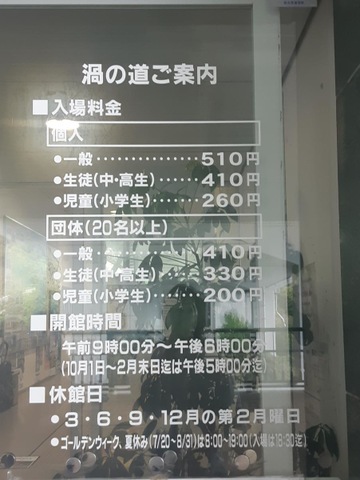 渦の道ご案内
■入場料金
個人
●一般・・・・・・・・・・・・・・・510円
●生徒(中・高生)・・・・・・410円
●児童(小学生)・・・・・・・260円
団体(20名以上)
●一般・・・・・・・・・・・・・・・410円
●生徒(中・高生)・・・・・・330円
●児童(小学生)・・・・・・・200円
■開館時間
午前9時00分〜午後6時00分
(10月1日〜2月末日迄は午後5時00分迄)
■休館日
●3・6・9・12月の第2月曜日
●ゴールデンウィーク、夏休み(7/20〜8/31)は8:00〜19:00(入場は18:30迄)